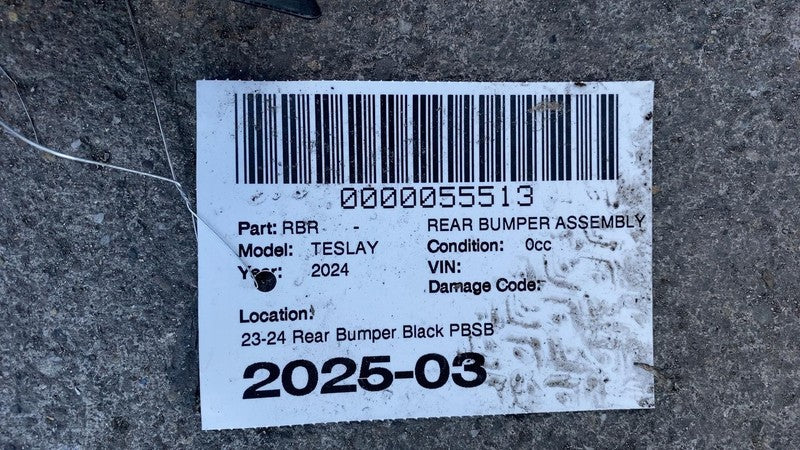 0000055513
Part: RBR - REAR BUMPER ASSEMBLY
Model: TESLAY Condition: 0cc
Year: 2024 VIN:
Damage Code:
Location:
23-24 Rear Bumper Black PBSB
2025-03